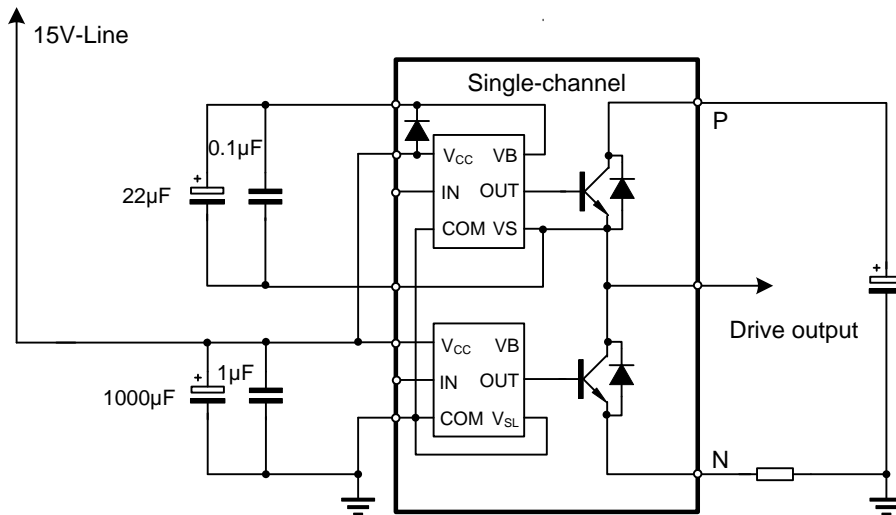 15V-Line
Single-channel
P
0.1µF
+
22µF
VCC VB
IN OUT
COM VS
+
Drive output
VCC VB
IN OUT
COM VSL
+
1µF
1000µF
N